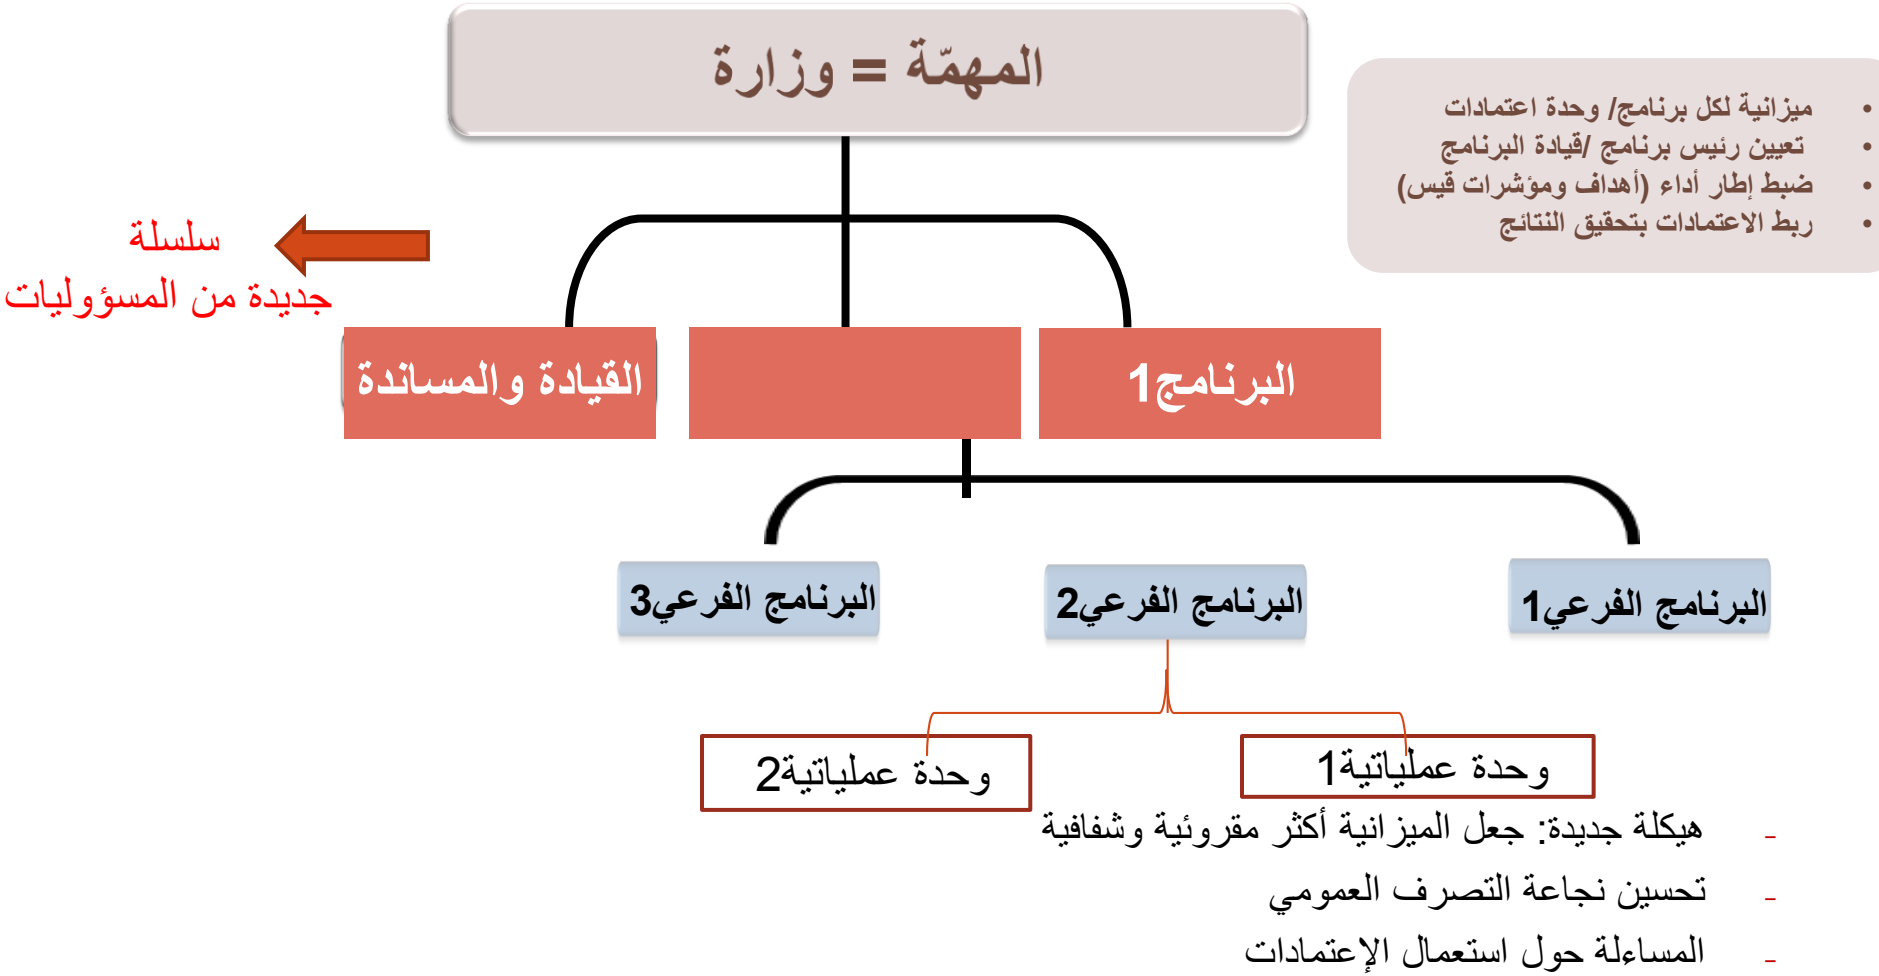 المهمّة = وزارة
• ميزانية لكل برنامج/ وحدة اعتمادات
• تعيين رئيس برنامج /قيادة البرنامج
• ضبط إطار أداء (أهداف ومؤشرات قيس)
• ربط الاعتمادات بتحقيق النتائج
سلسلة
جديدة من المسؤوليات
البرنامج1
القيادة والمساندة
البرنامج الفرعي1
البرنامج الفرعي2
البرنامج الفرعي3
وحدة عملياتية1
وحدة عملياتية2
- هيكلة جديدة: جعل الميزانية أكثر مقروئية وشفافية
- تحسين نجاعة التصرف العمومي
- المساءلة حول استعمال الإعتمادات